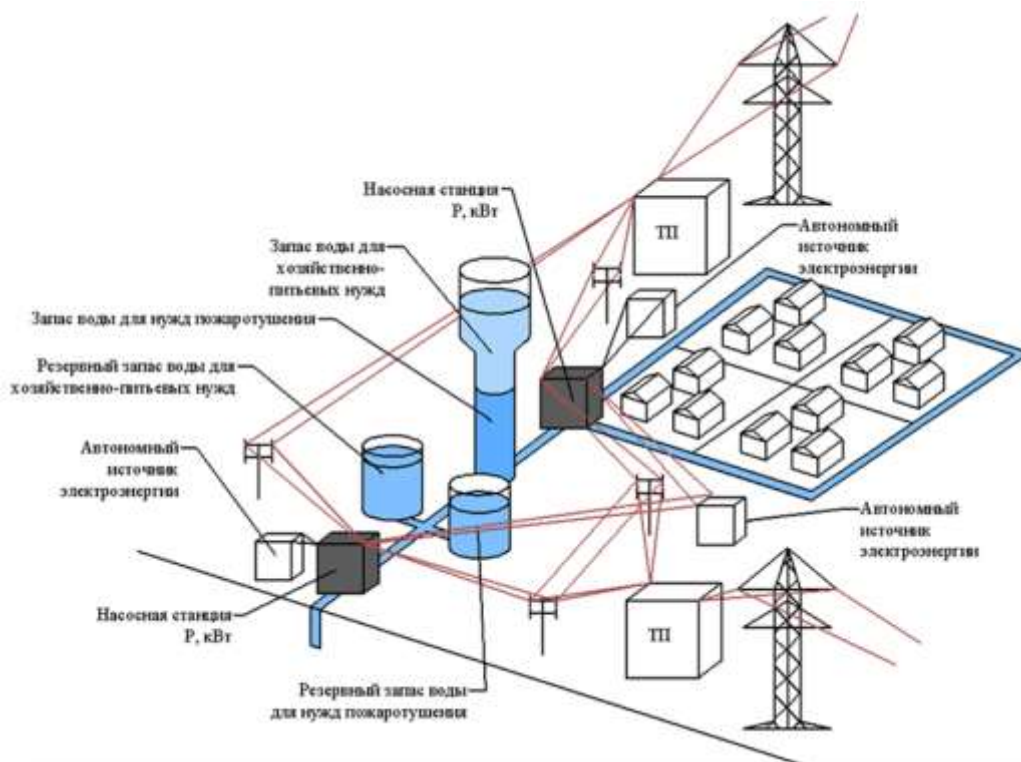 Насосная станция
Р, кВт
ТП
Автономный
источник
электроэнергии
Запас воды для
хозяйственно-
питьевых нужд
Запас воды для нужд пожаротушения
Резервный запас воды для
хозяйственно-питьевых нужд
Автономный
источник
электроэнергии
Автономный
источник
электроэнергии
Насосная станция
Р, кВт
ТП
Резервный запас воды
для нужд пожаротушения